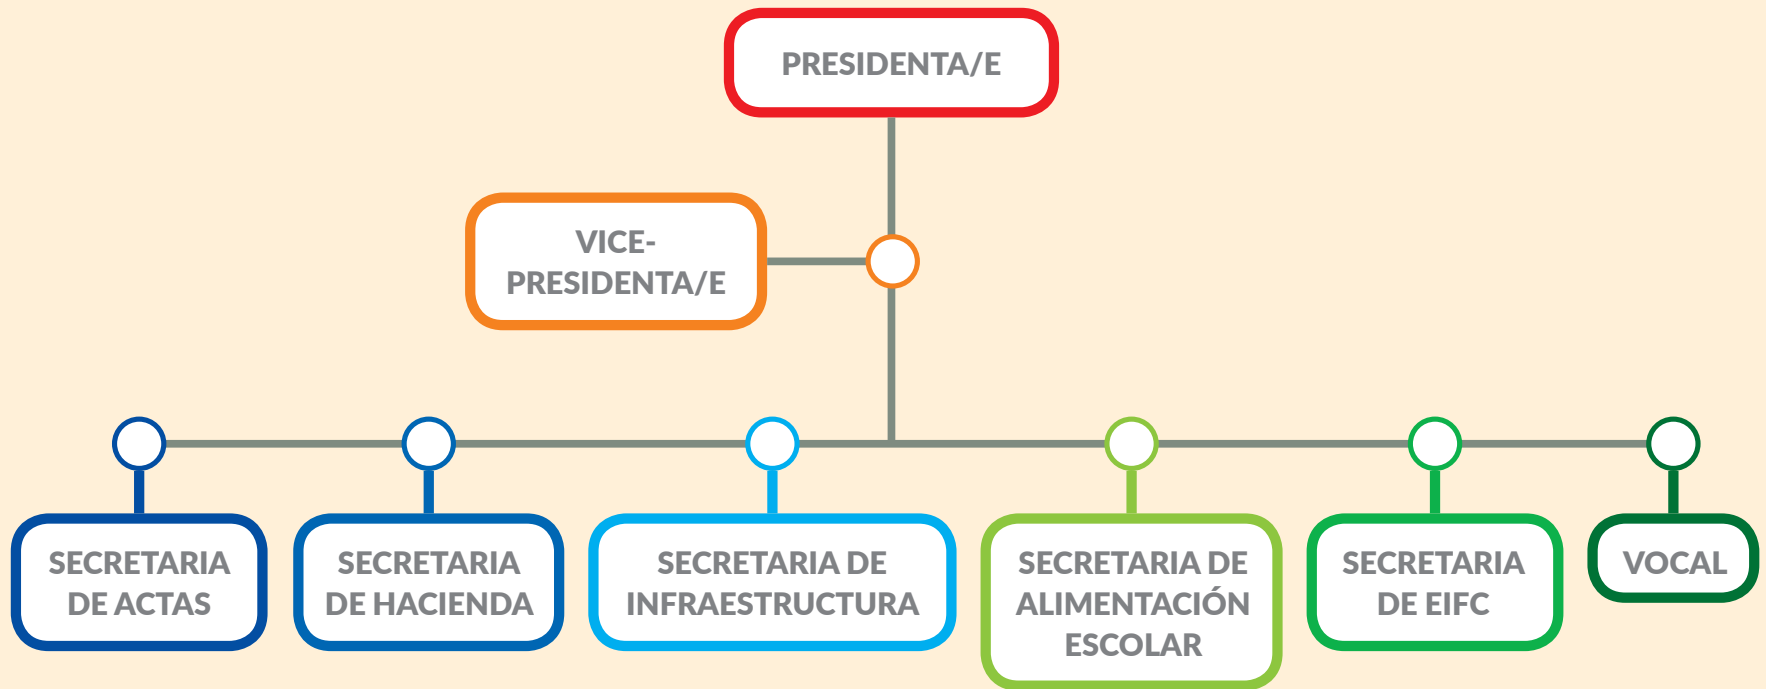 PRESIDENTA/E
VICE-
PRESIDENTA/E
SECRETARIA
DE ACTAS
SECRETARIA
DE HACIENDA
SECRETARIA DE
INFRAESTRUCTURA
SECRETARIA DE
ALIMENTACIÓN
ESCOLAR
SECRETARIA
DE EIFC
VOCAL